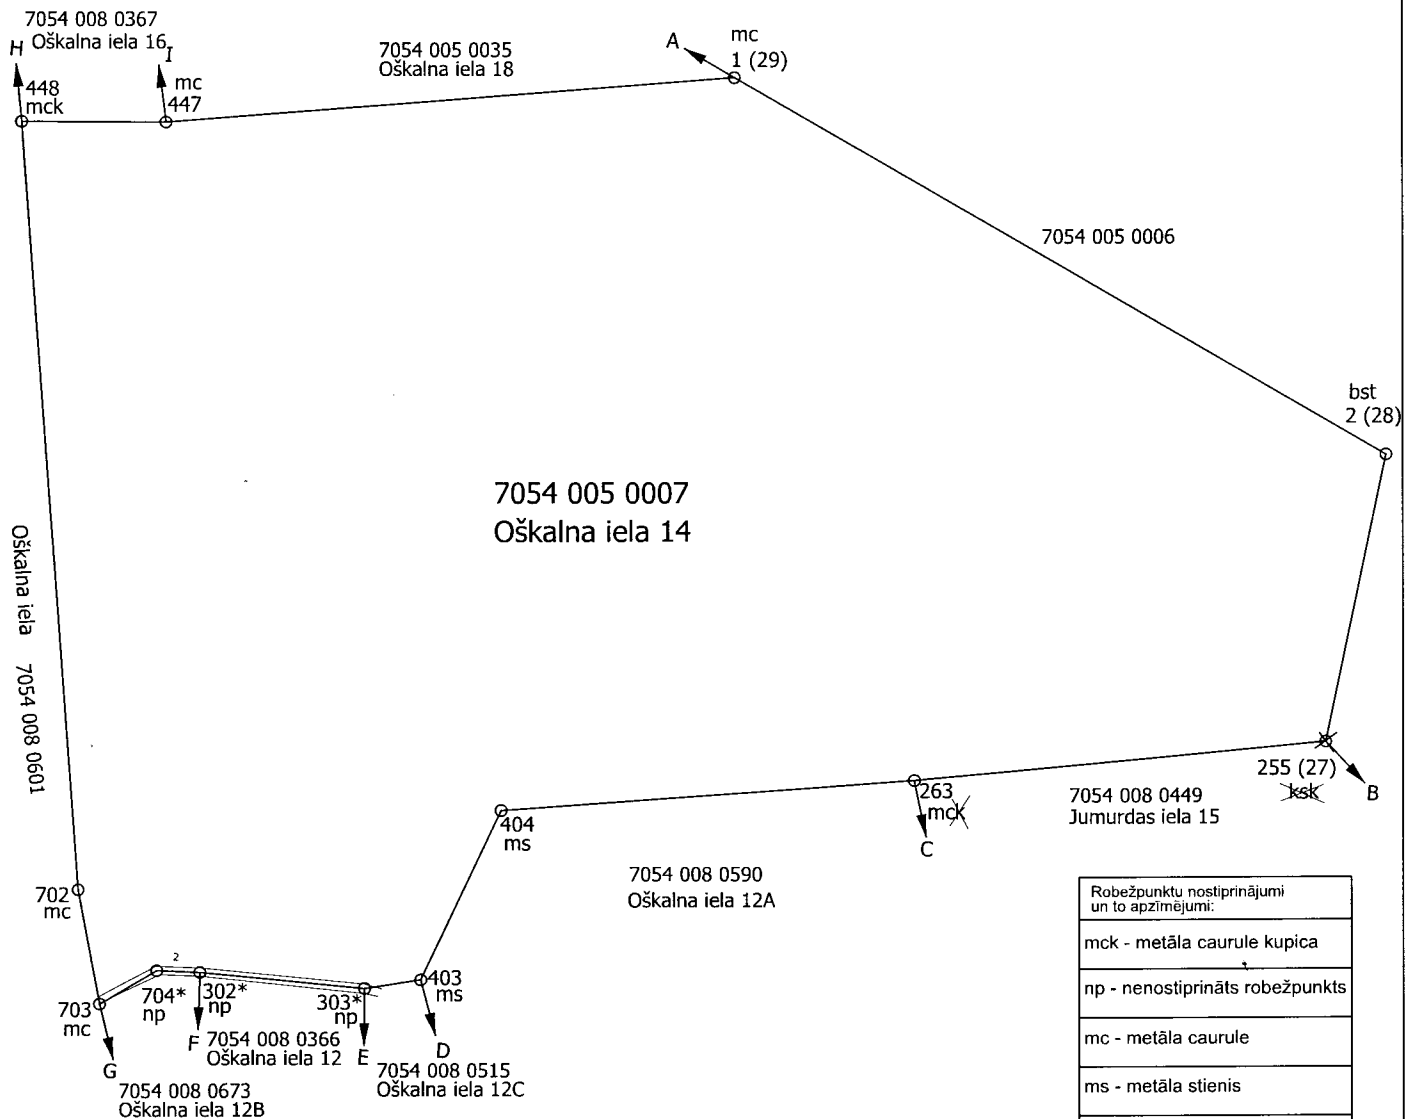 7054 008 0367
Oškalna iela 16
H
I
448
mck
mc
447
7054 005 0035
Oškalna iela 18
A
mc
1 (29)
7054 005 0006
bst
2 (28)
7054 005 0007
Oškalna iela 14
Oškalna iela 7054 008 0601
255 (27)
ksk
B
263
mck
C
7054 008 0449
Jumurdas iela 15
404
ms
7054 008 0590
Oškalna iela 12A
702
mc
703
mc
G
2
704*
np
302*
np
F
303*
np
E
403
ms
D
7054 008 0366
Oškalna iela 12
7054 008 0515
Oškalna iela 12C
7054 008 0673
Oškalna iela 12B
Robežpunktu nostiprinājumi
un to apzīmējumi:
mck - metāla caurule kupica
np - nenostiprināts robežpunkts
mc - metāla caurule
ms - metāla stienis